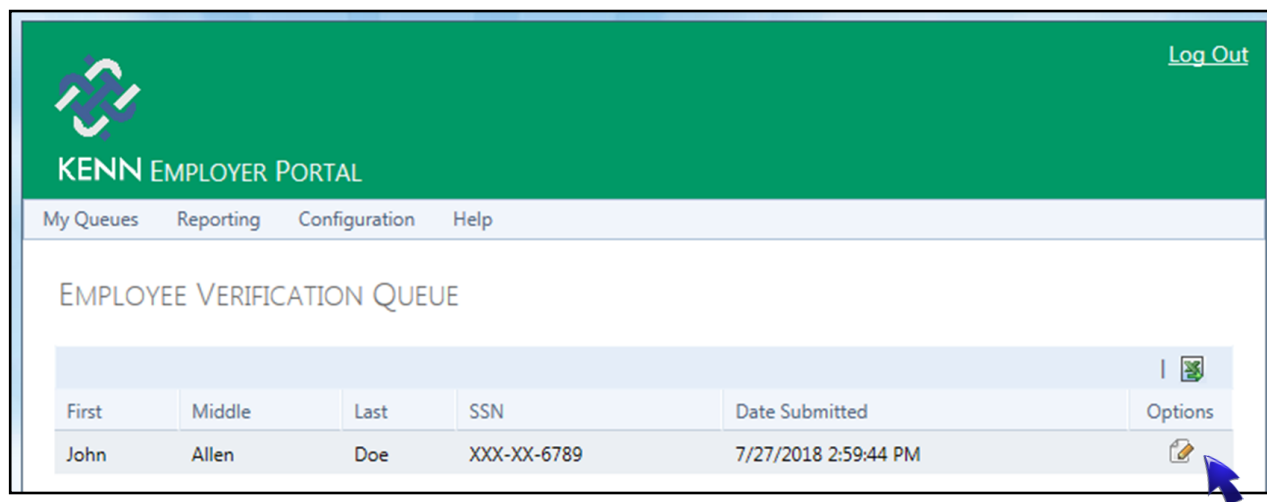 Log Out
KENN EMPLOYER PORTAL
My Queues Reporting Configuration Help
EMPLOYEE VERIFICATION QUEUE
|
First Middle Last SSN Date Submitted Options
John Allen Doe XXX-XX-6789 7/27/2018 2:59:44 PM